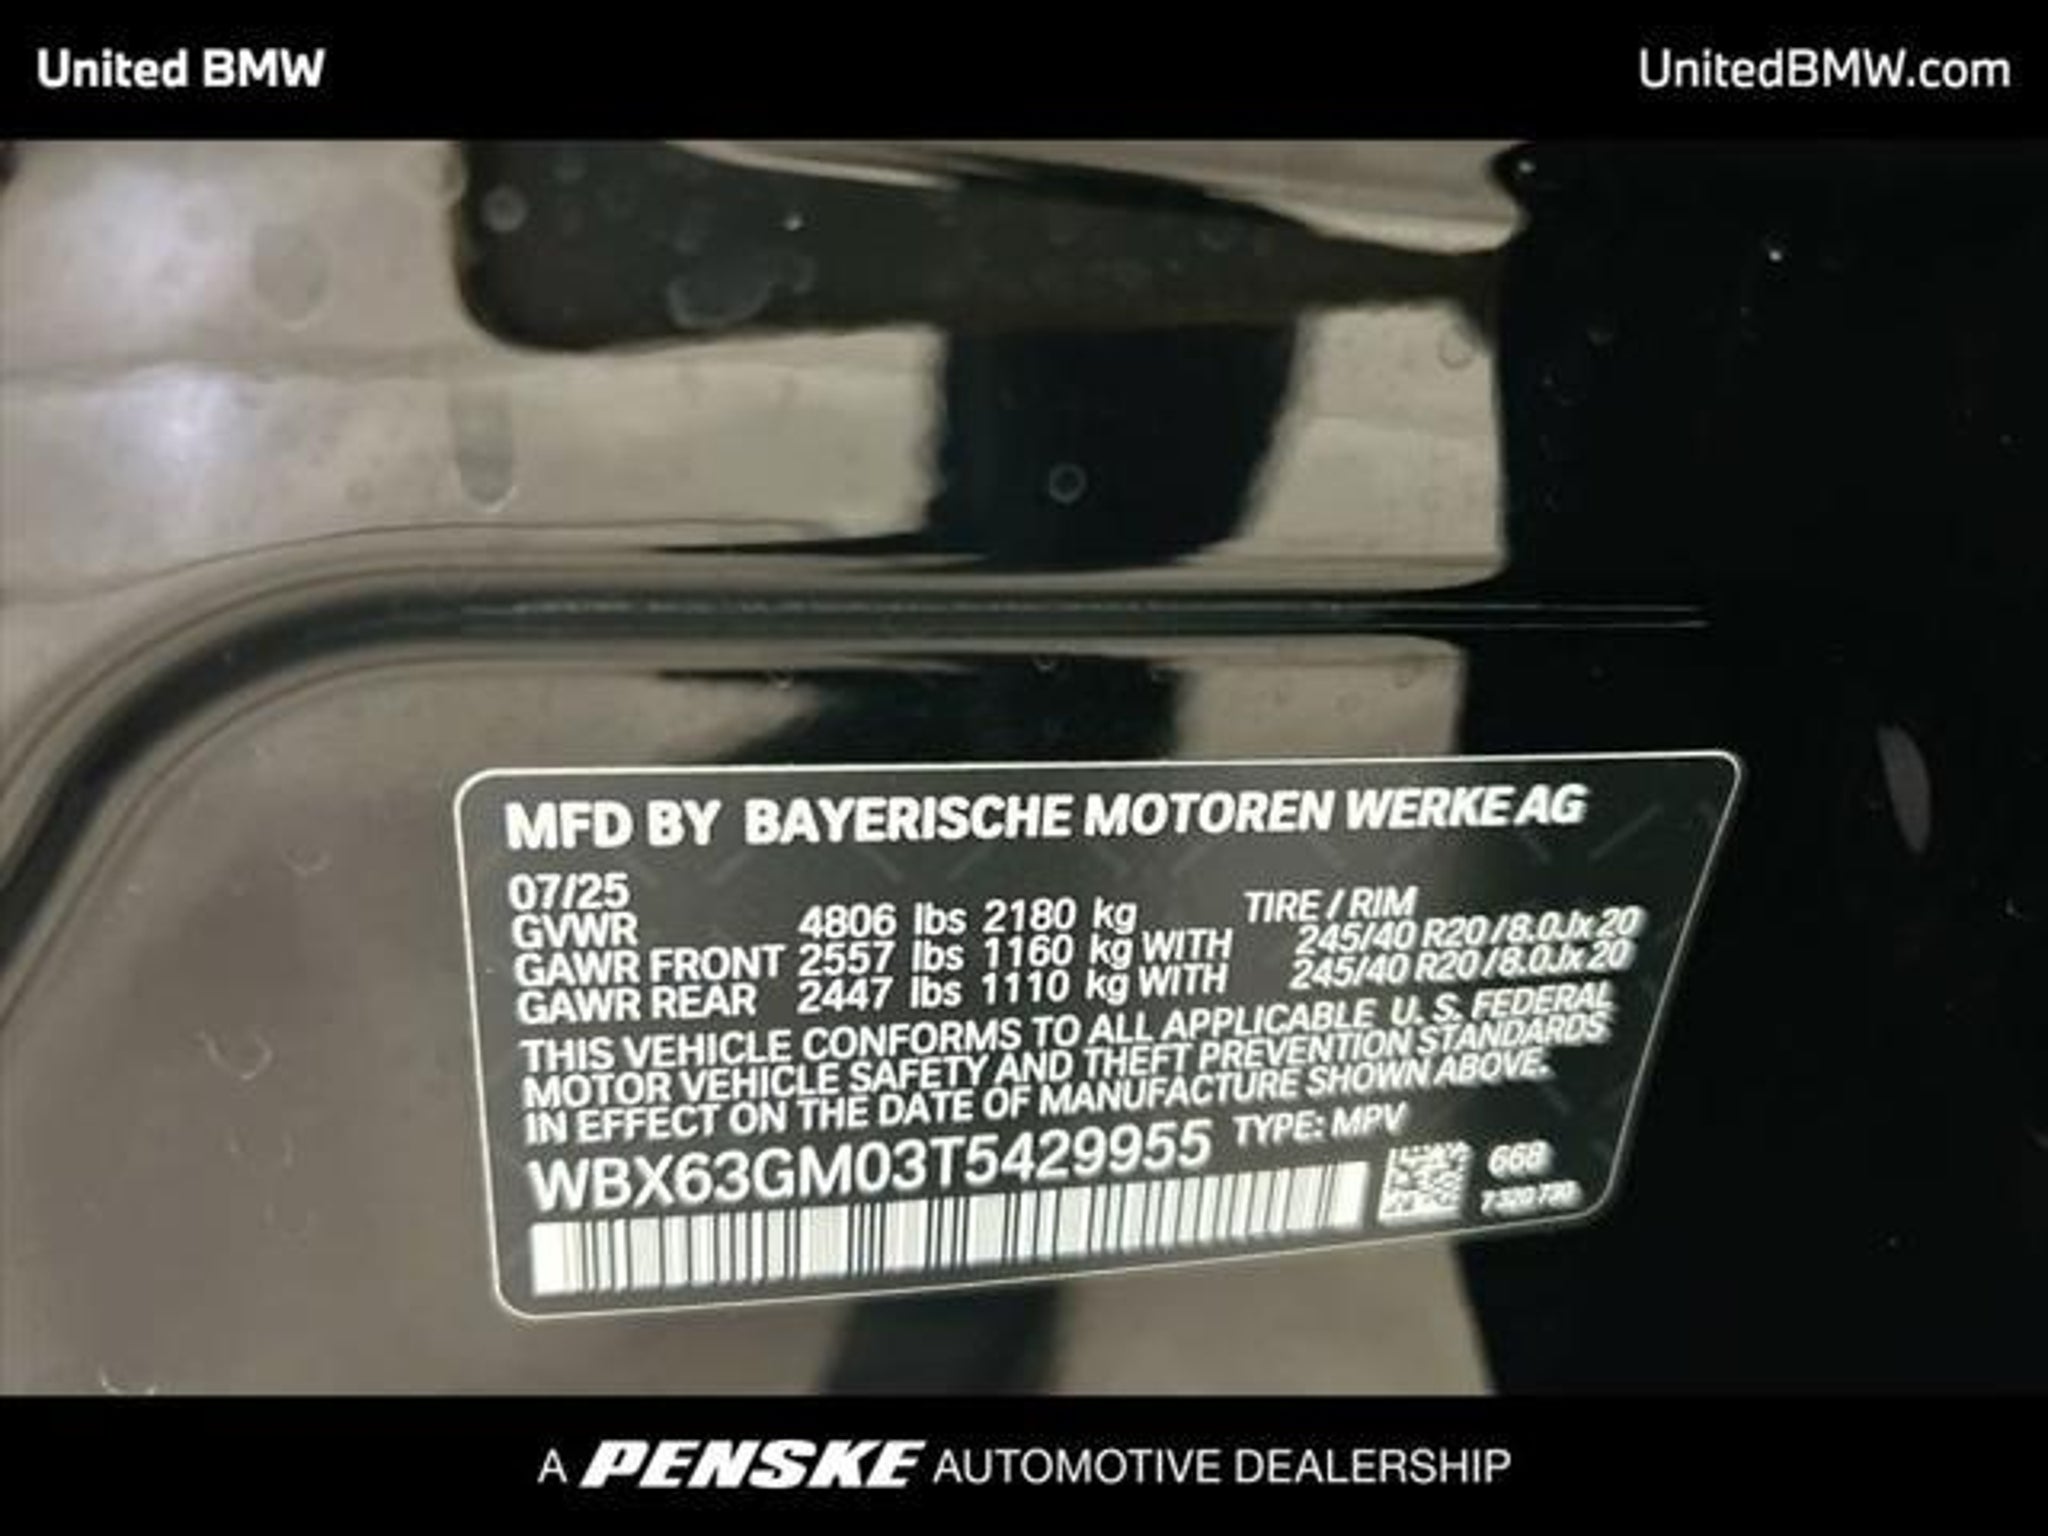 United BMW
UnitedBMW.com
MFD BY BAYERISCHE MOTOREN WERKE AG
07/25
GVWR 4806 lbs 2180 kg TIRE / RIM
GAWR FRONT 2557 lbs 1160 kg WITH 245/40 R20 / 8.0Jx20
GAWR REAR 2447 lbs 1110 kg WITH 245/40 R20 / 8.0Jx20
THIS VEHICLE CONFORMS TO ALL APPLICABLE U. S. FEDERAL
MOTOR VEHICLE SAFETY AND THEFT PREVENTION STANDARDS
IN EFFECT ON THE DATE OF MANUFACTURE SHOWN ABOVE.
WBX63GM03T5429955 TYPE: MPV
668
A PENSKE AUTOMOTIVE DEALERSHIP